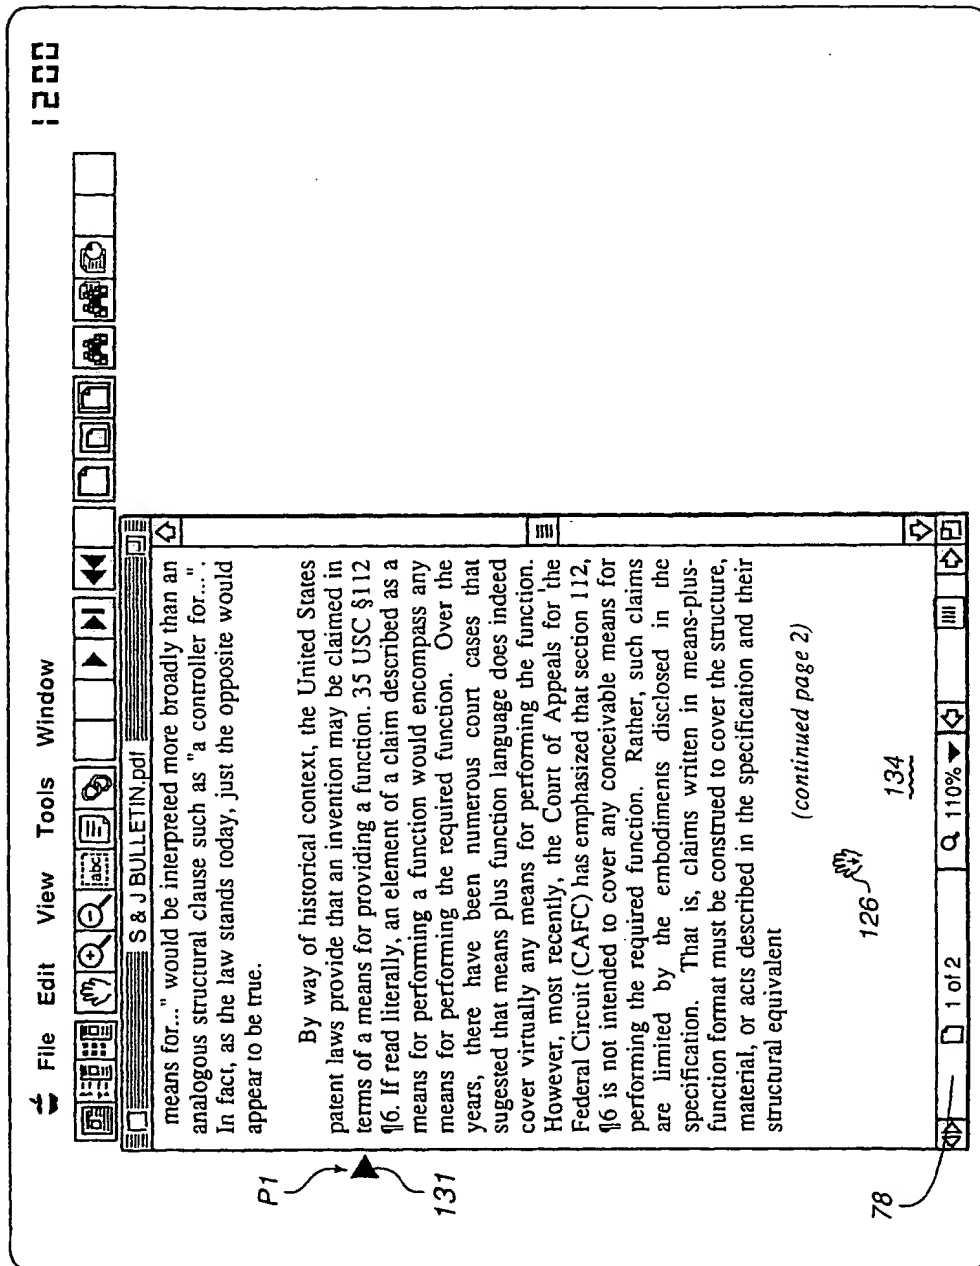 1200
File Edit View Tools Window
abc
S & J BULLETIN.pdf
means for..." would be interpreted more broadly than an
analogous structural clause such as "a controller for...".
In fact, as the law stands today, just the opposite would
appear to be true.
By way of historical context, the United States
patent laws provide that an invention may be claimed in
terms of a means for providing a function. 35 USC §112
¶6. If read literally, an element of a claim described as a
means for performing a function would encompass any
means for performing the required function. Over the
years, there have been numerous court cases that
sugested that means plus function language does indeed
cover virtually any means for performing the function.
However, most recently, the Court of Appeals for the
Federal Circuit (CAFC) has emphasized that section 112,
¶6 is not intended to cover any conceivable means for
performing the required function. Rather, such claims
are limited by the embodiments disclosed in the
specification. That is, claims written in means-plus-
function format must be construed to cover the structure,
material, or acts described in the specification and their
structural equivalent
(continued page 2)
P1
131
126
134
78
1 of 2
110%